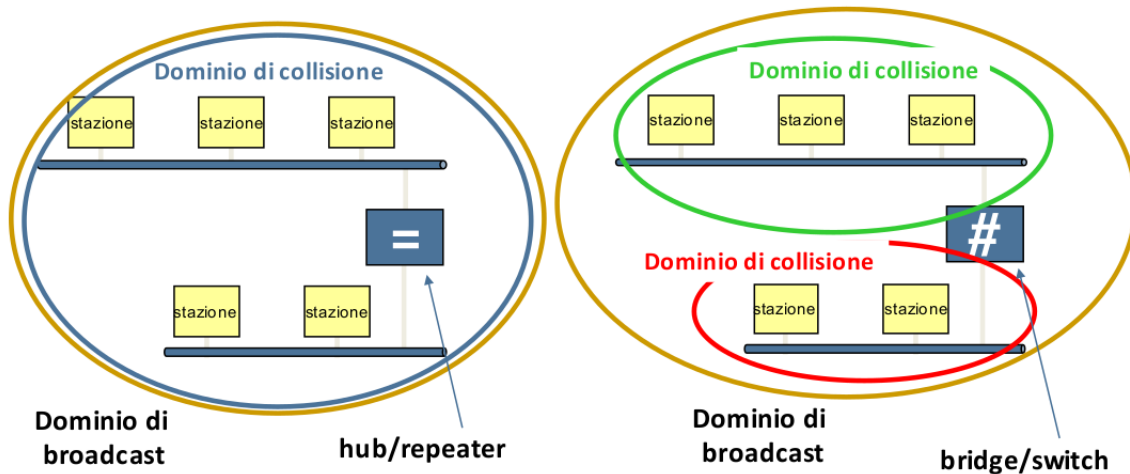 Dominio di collisione
stazione
stazione
stazione
=
stazione
stazione
Dominio di
broadcast
hub/repeater
Dominio di collisione
stazione
stazione
stazione
#
Dominio di collisione
stazione
stazione
Dominio di
broadcast
bridge/switch